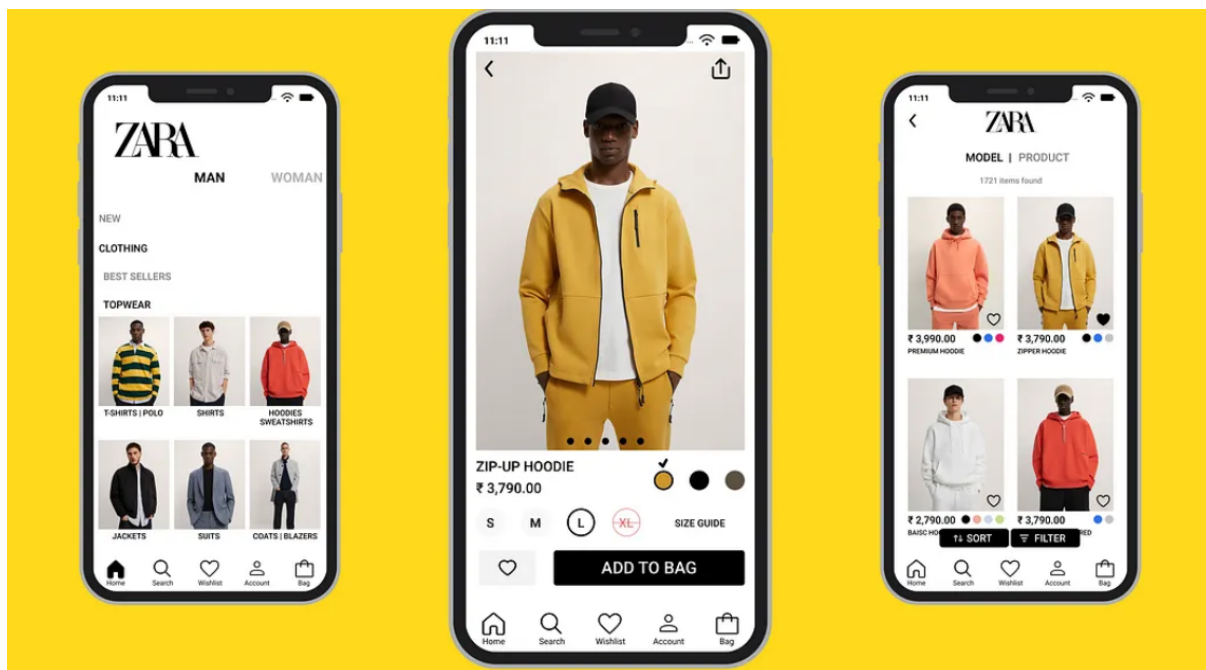 11:11
ZARA
MAN WOMAN
NEW
CLOTHING
BEST SELLERS
TOPWEAR
T-SHIRTS | POLO SHIRTS HOODIES
SWEATSHIRTS
JACKETS SUITS COATS | BLAZERS
Home Search Wishlist Account Bag
11:11
ZIP-UP HOODIE
₹ 3,790.00
S M L XL SIZE GUIDE
ADD TO BAG
Home Search Wishlist Account Bag
11:11
ZARA
MODEL | PRODUCT
1721 items found
₹ 3,990.00 ₹ 3,790.00
PREMIUM HOODIE ZIPPER HOODIE
₹ 2,790.00 ₹ 3,790.00
BAISC HO RED
SORT FILTER
Home Search Wishlist Account Bag